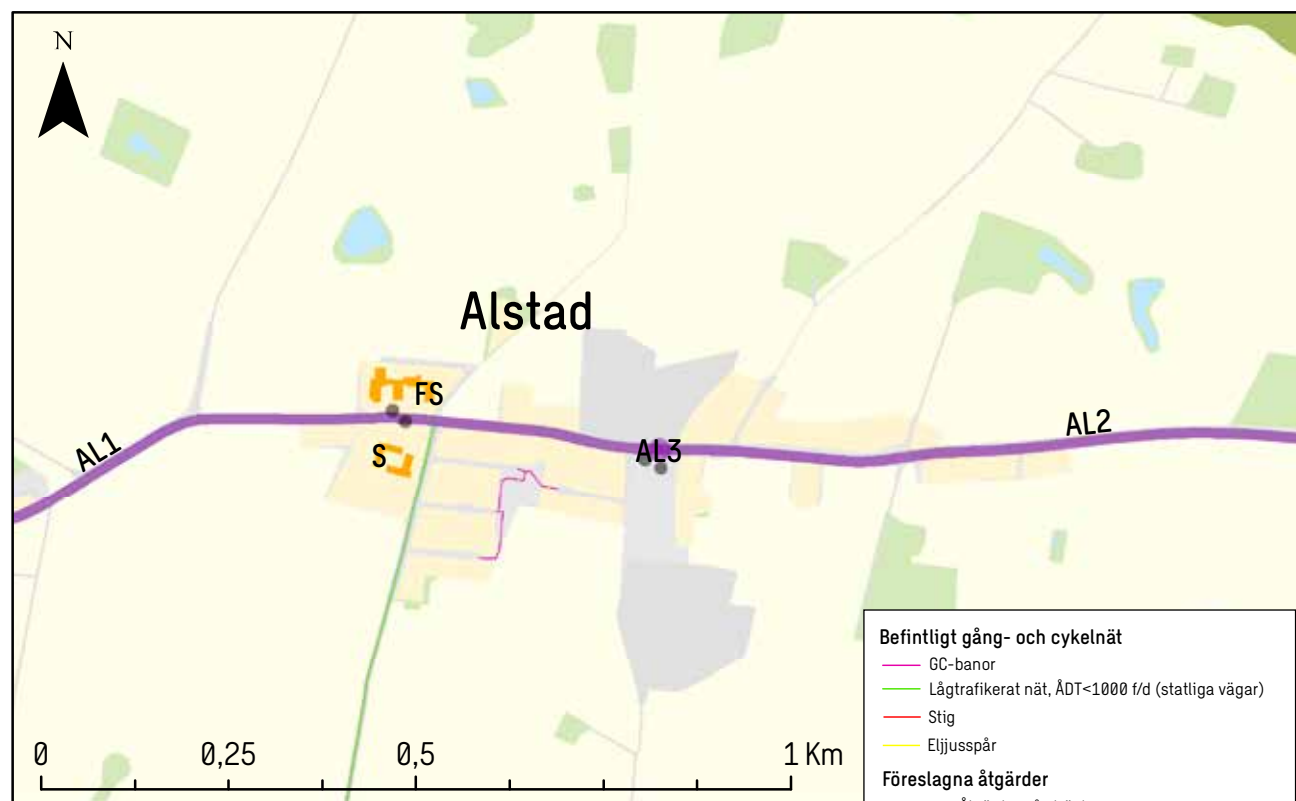 N
Alstad
FS
AL1
S
AL3
AL2
Befintligt gång- och cykelnät
GC-banor
Lågtrafikerat nät, ÅDT<1000 f/d (statliga vägar)
Stig
Eljjusspår
Föreslagna åtgärder
0 0,25 0,5 1 Km